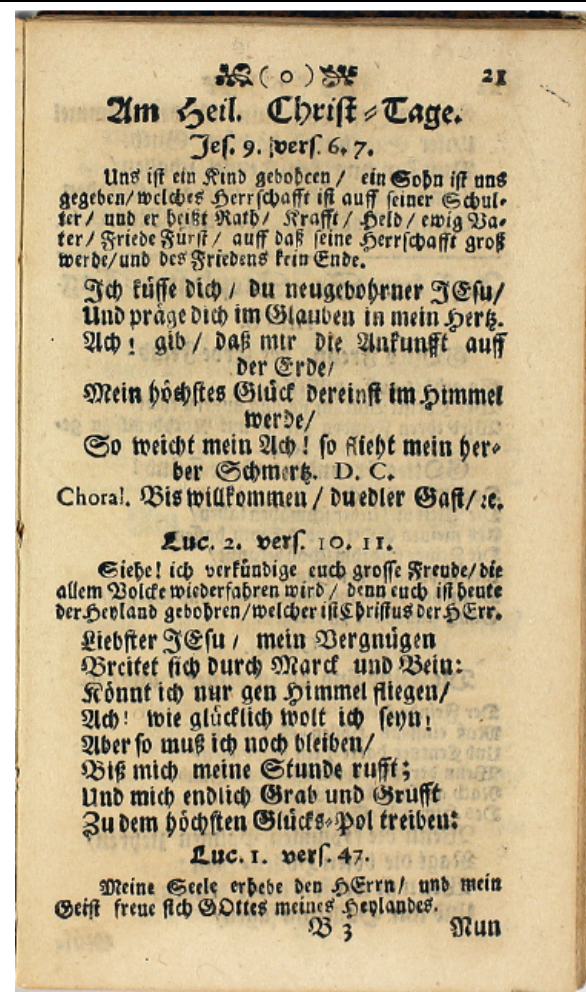 ( o ) 21
Am Heil. Christ-Tage.
Jes. 9. vers. 6. 7.
Uns ist ein Kind gebohren / ein Sohn ist uns
gegeben/welches Herrschafft ist auff seiner Schul-
ter/ und er heißt Rath/ Krafft/ Held/ ewig Va-
ter/ Friede Fürst/ auff daß seine Herrschafft groß
werde/und des Friedens kein Ende.
Ich küsse dich / du neugebohrner JEsu/
Und präge dich im Glauben in mein Hertz.
Ach! gib/ daß mir die Ankunfft auff
der Erde/
Mein höchstes Glück dereinst im Himmel
werde/
So weicht mein Ach! so flieht mein her-
ber Schmertz. D. C.
Choral. Bis willkommen / du edler Gast/ ꝛc.
Luc. 2. vers. 10. 11.
Siehe! ich verkündige euch grosse Freude/die
allem Volcke wiederfahren wird / denn euch ist heute
der Heyland gebohren/welcher ist Christus der HErr.
Liebster JEsu / mein Vergnügen
Breitet sich durch Marck und Bein:
Könnt ich nur gen Himmel fliegen/
Ach! wie glücklich wolt ich seyn!
Aber so muß ich noch bleiben/
Biß mich meine Stunde rufft;
Und mich endlich Grab und Grufft
Zu dem höchsten Glücks-Pol treiben:
Luc. 1. vers. 47.
Meine Seele erhebe den HErrn/ und mein
Geist freue sich GOttes meines Heylandes.
B 3 Nun